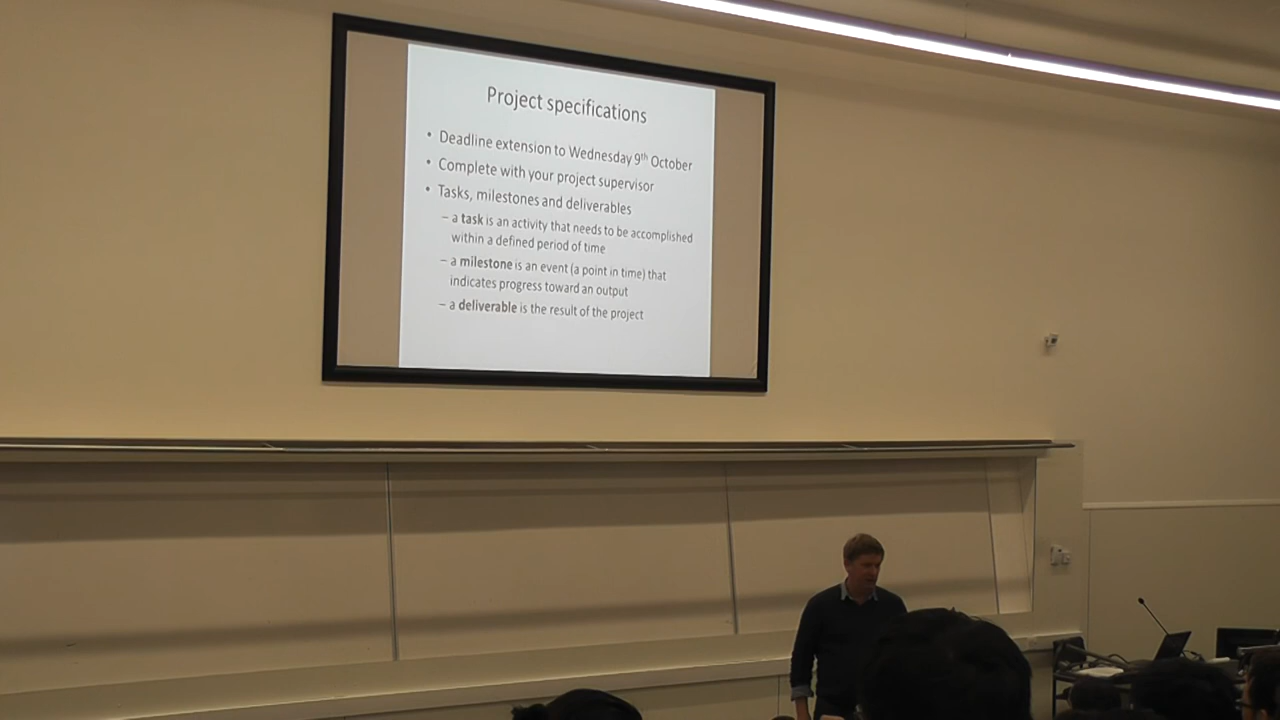 Project specifications
• Deadline extension to Wednesday 9th October
• Complete with your project supervisor
• Tasks, milestones and deliverables
– a task is an activity that needs to be accomplished
within a defined period of time
– a milestone is an event (a point in time) that
indicates progress toward an output
– a deliverable is the result of the project